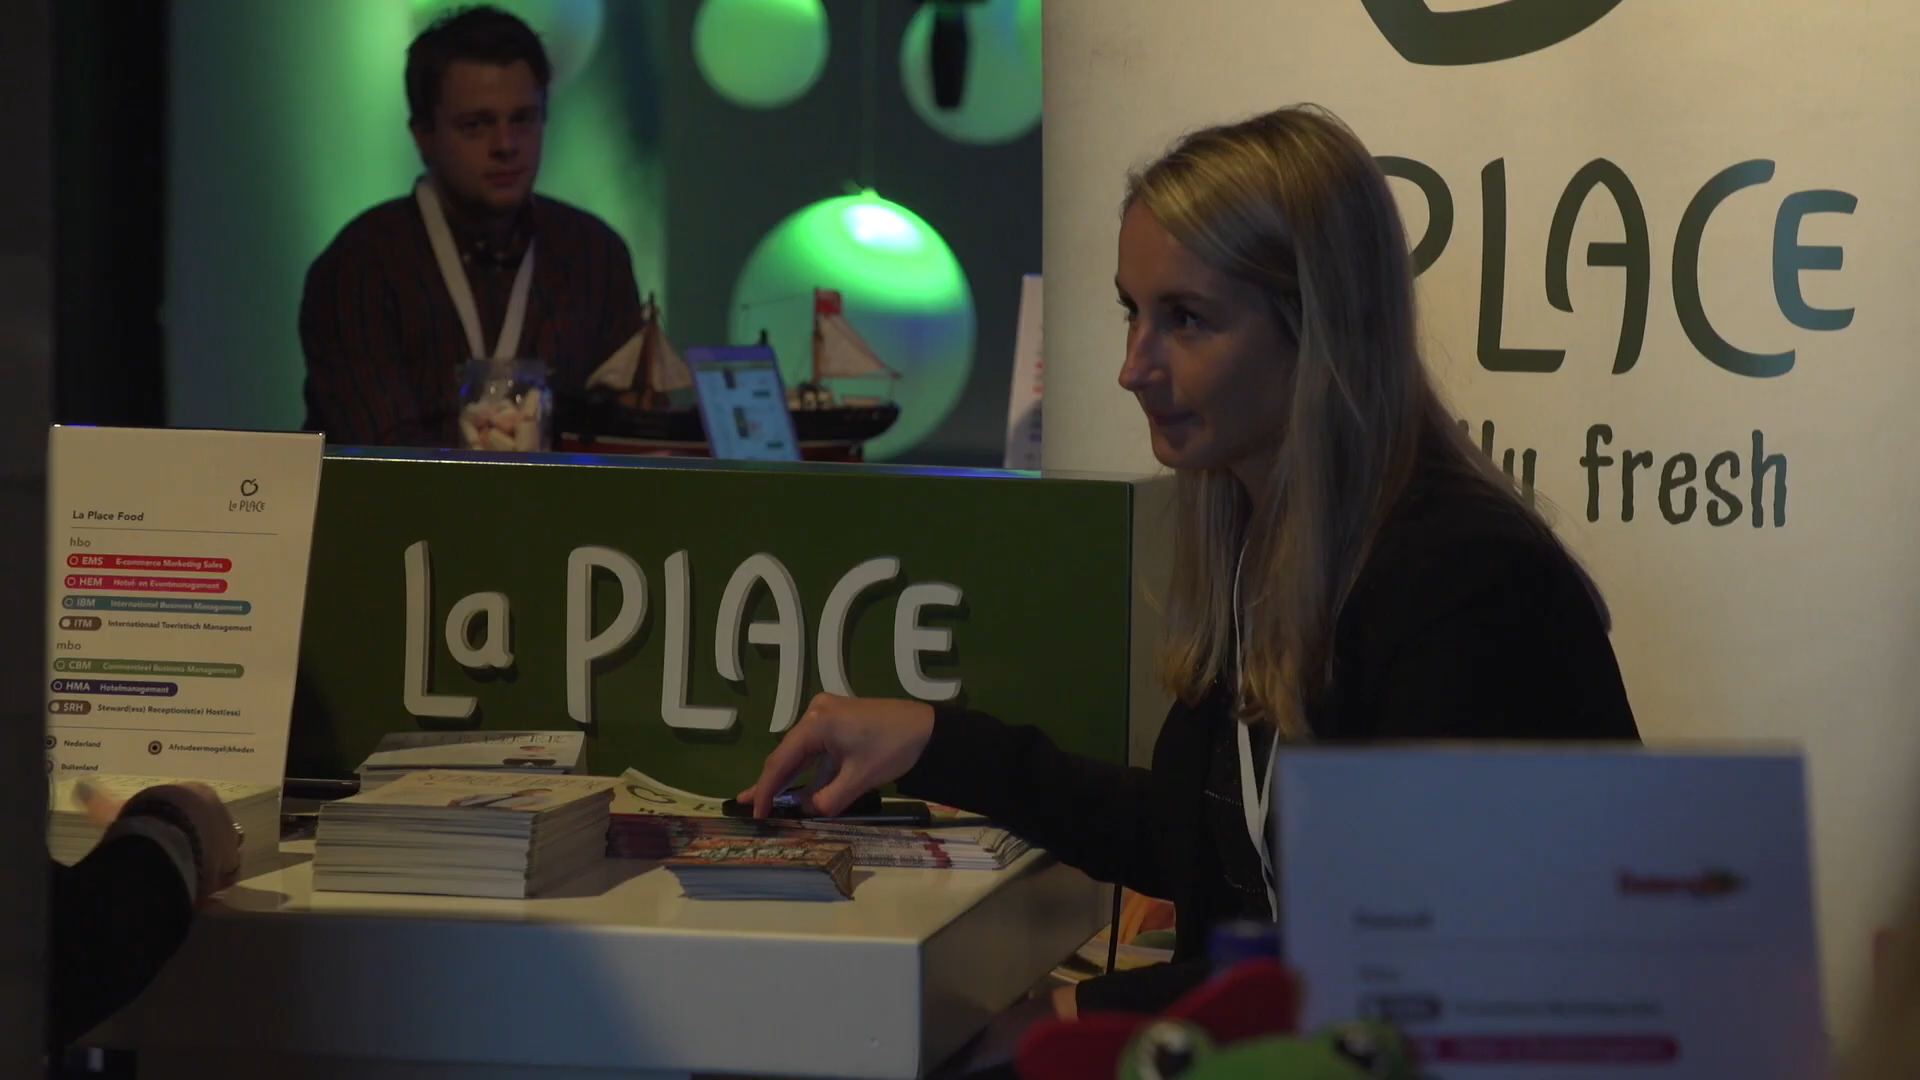 PLACE
fresh
La PLACE
La PLACE
La Place Food
hbo
EMS E-commerce Marketing Sales
HEM Hotel- en Eventmanagement
IBM International Business Management
ITM Internationaal Toeristisch Management
mbo
CBM Commercieel Business Management
HMA Hotelmanagement
SRH Steward(ess) Receptionist(e) Host(ess)
Nederland
Afstudeermogelijkheden
Buitenland